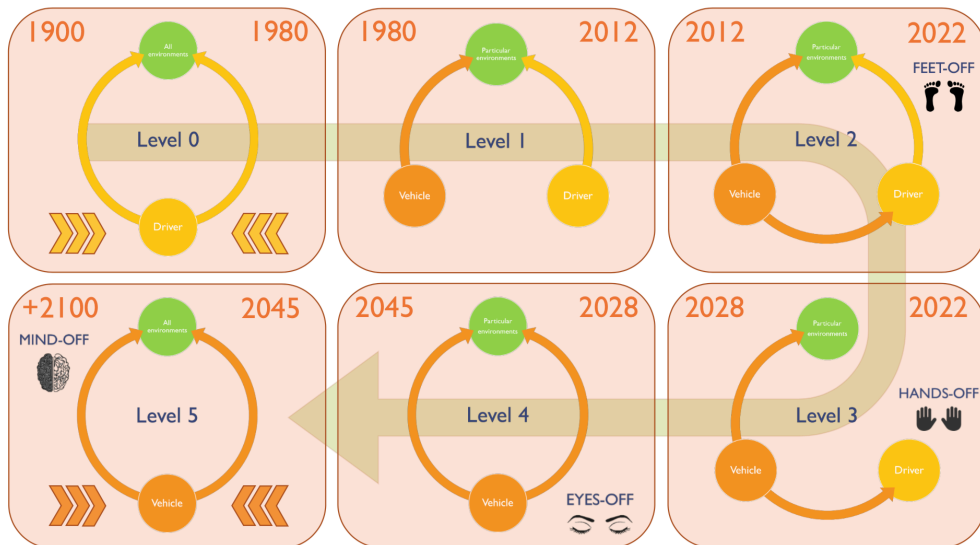 1900
1980
All
environments
Level 0
Driver
1980
2012
Particular
environments
Level 1
Vehicle
Driver
2012
2022
Particular
environments
FEET-OFF
Level 2
Vehicle
Driver
2028
2022
Particular
environments
HANDS-OFF
Level 3
Vehicle
Driver
2045
2028
Particular
environments
Level 4
Vehicle
EYES-OFF
+2100
2045
All
environments
MIND-OFF
Level 5
Vehicle